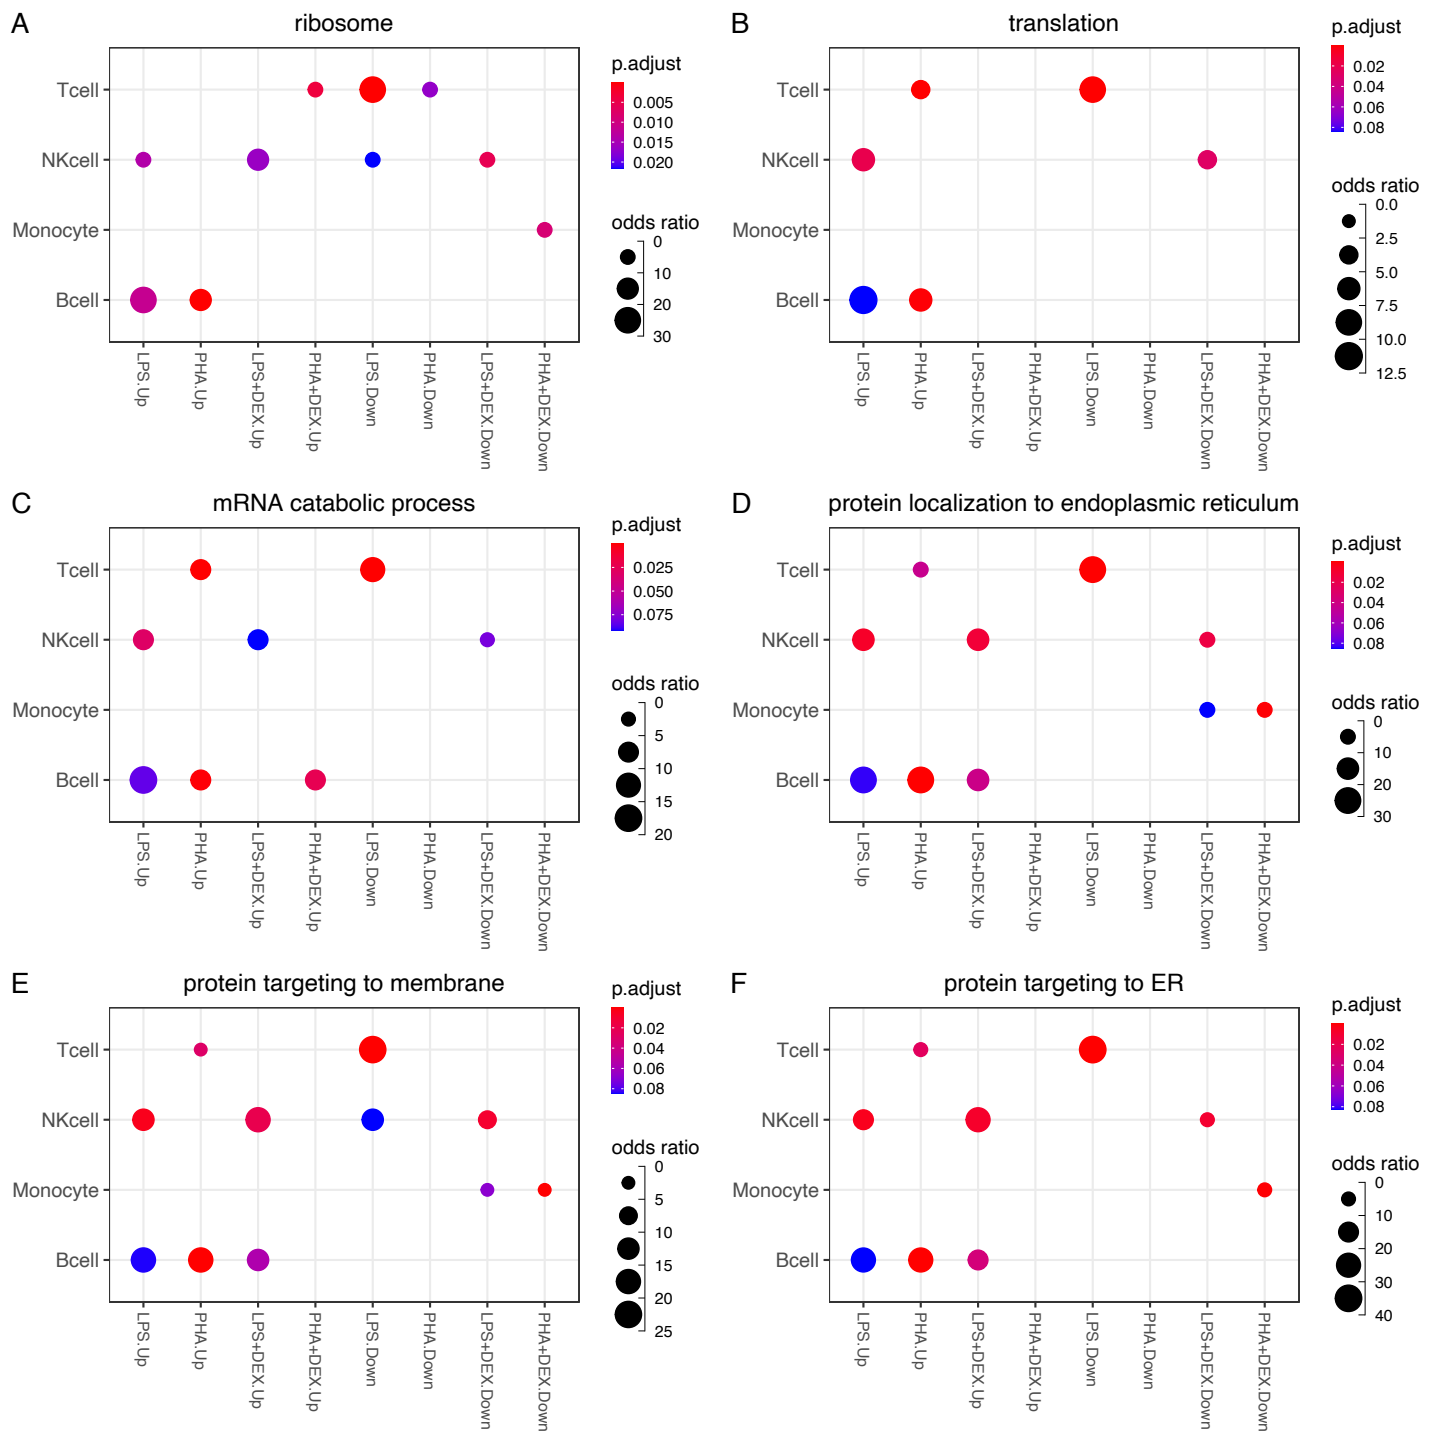 A
ribosome
Tcell
NKcell
Monocyte
Bcell
LPS.Up
PHA.Up
LPS+DEX.Up
PHA+DEX.Up
LPS.Down
PHA.Down
LPS+DEX.Down
PHA+DEX.Down
p.adjust
0.005
0.010
0.015
0.020
odds ratio
0
10
20
30
B
translation
Tcell
NKcell
Monocyte
Bcell
LPS.Up
PHA.Up
LPS+DEX.Up
PHA+DEX.Up
LPS.Down
PHA.Down
LPS+DEX.Down
PHA+DEX.Down
p.adjust
0.02
0.04
0.06
0.08
odds ratio
0.0
2.5
5.0
7.5
10.0
12.5
C
mRNA catabolic process
Tcell
NKcell
Monocyte
Bcell
LPS.Up
PHA.Up
LPS+DEX.Up
PHA+DEX.Up
LPS.Down
PHA.Down
LPS+DEX.Down
PHA+DEX.Down
p.adjust
0.025
0.050
0.075
odds ratio
0
5
10
15
20
D
protein localization to endoplasmic reticulum
Tcell
NKcell
Monocyte
Bcell
LPS.Up
PHA.Up
LPS+DEX.Up
PHA+DEX.Up
LPS.Down
PHA.Down
LPS+DEX.Down
PHA+DEX.Down
p.adjust
0.02
0.04
0.06
0.08
odds ratio
0
10
20
30
E
protein targeting to membrane
Tcell
NKcell
Monocyte
Bcell
LPS.Up
PHA.Up
LPS+DEX.Up
PHA+DEX.Up
LPS.Down
PHA.Down
LPS+DEX.Down
PHA+DEX.Down
p.adjust
0.02
0.04
0.06
0.08
odds ratio
0
5
10
15
20
25
F
protein targeting to ER
Tcell
NKcell
Monocyte
Bcell
LPS.Up
PHA.Up
LPS+DEX.Up
PHA+DEX.Up
LPS.Down
PHA.Down
LPS+DEX.Down
PHA+DEX.Down
p.adjust
0.02
0.04
0.06
0.08
odds ratio
0
10
20
30
40